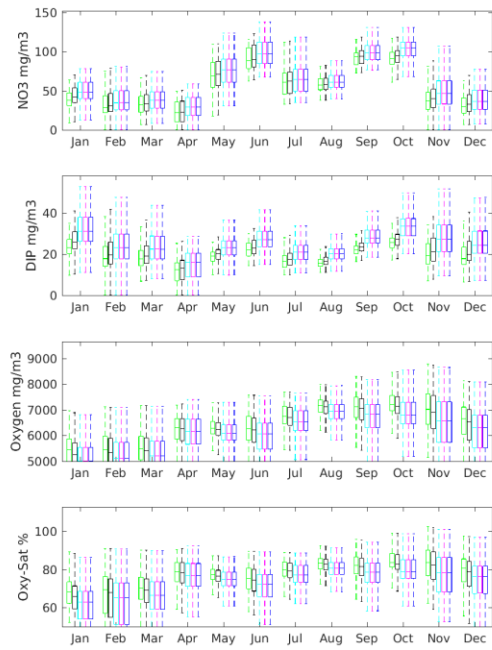 150
100
50
0
NO3 mg/m3
Jan Feb Mar Apr May Jun Jul Aug Sep Oct Nov Dec
40
20
0
DIP mg/m3
Jan Feb Mar Apr May Jun Jul Aug Sep Oct Nov Dec
9000
8000
7000
6000
5000
Oxygen mg/m3
Jan Feb Mar Apr May Jun Jul Aug Sep Oct Nov Dec
100
80
60
Oxy-Sat %
Jan Feb Mar Apr May Jun Jul Aug Sep Oct Nov Dec